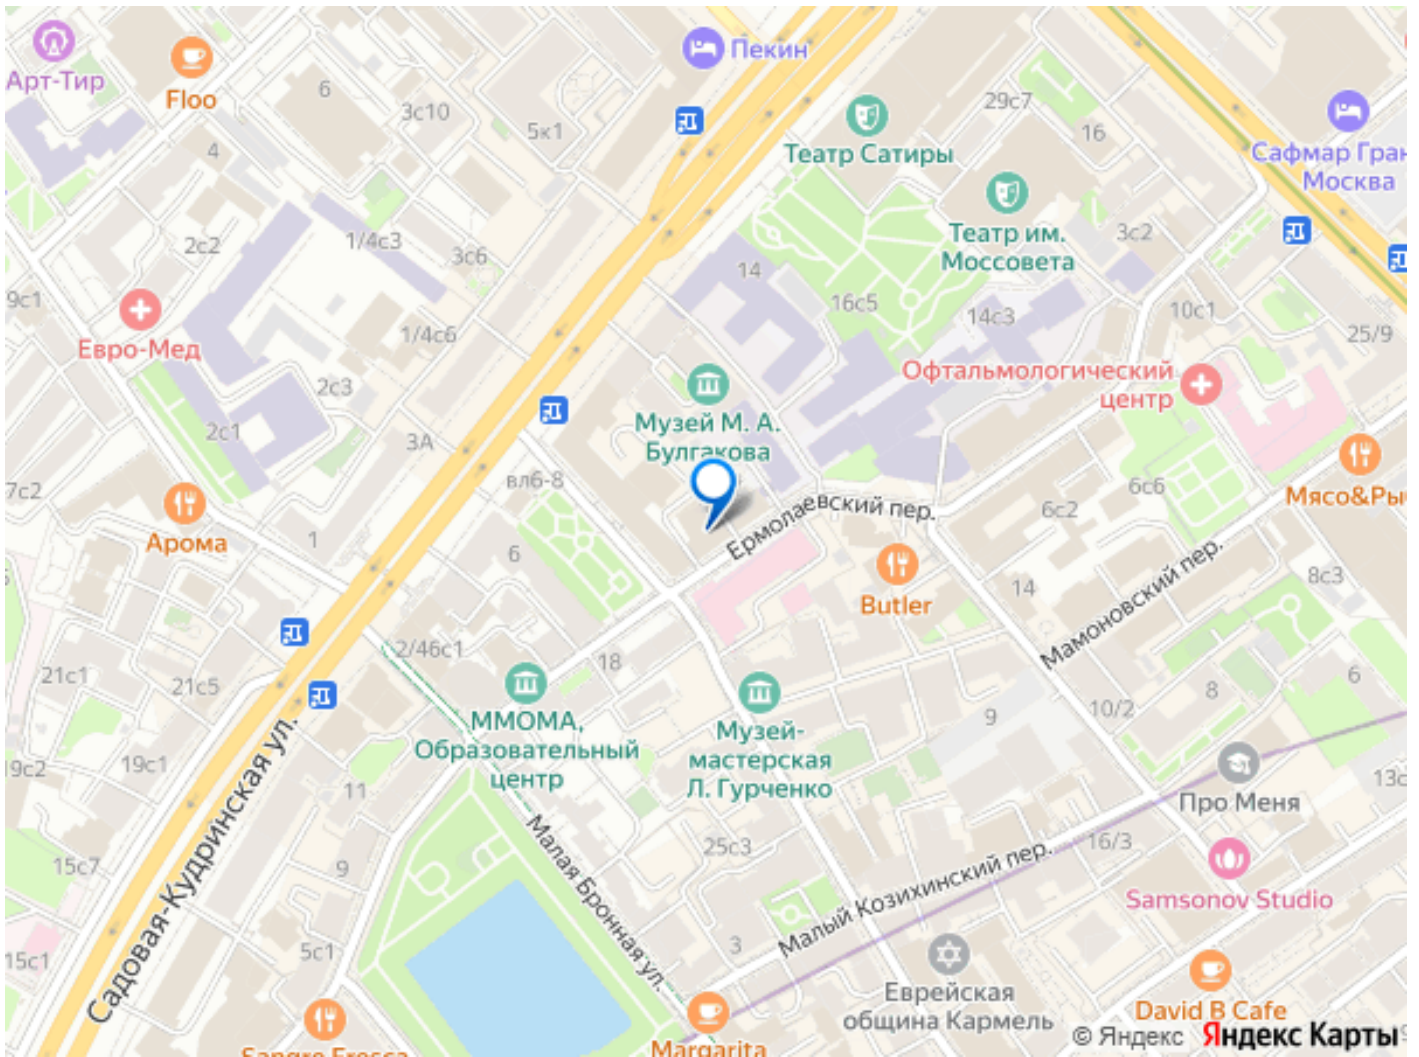 Пекин
Арт-Тир
Floo
6
3с10
5к1
29с7
16
Театр Сатиры
Сафмар Гран
Москва
4
2с2
1/4с3
3с6
Театр им.
Моссовета
3с2
14
16с5
14с3
10с1
25/9
9с1
Евро-Мед
1/4с6
2с3
Офтальмологический
центр
Музей М. А.
Булгакова
2с1
3А
вл6-8
7с2
6с6
6с2
Мясо&Ры
Арома
1
6
Ермолаевский пер.
Butler
14
8с3
Мамоновский пер.
2/46с1
18
21с1
21с5
ММОМА,
Образовательный
центр
Музей-
мастерская
Л. Гурченко
9
10/2
8
6
19с2
19с1
11
Садовая-Кудринская ул.
Малая Бронная ул.
Про Меня
13с
15с7
9
25с3
16/3
Малый Козихинский пер.
Samsonov Studio
3
15с1
5с1
Еврейская
община Кармель
David B Cafe
Sangre Fresca
Margarita
© Яндекс Яндекс Карты